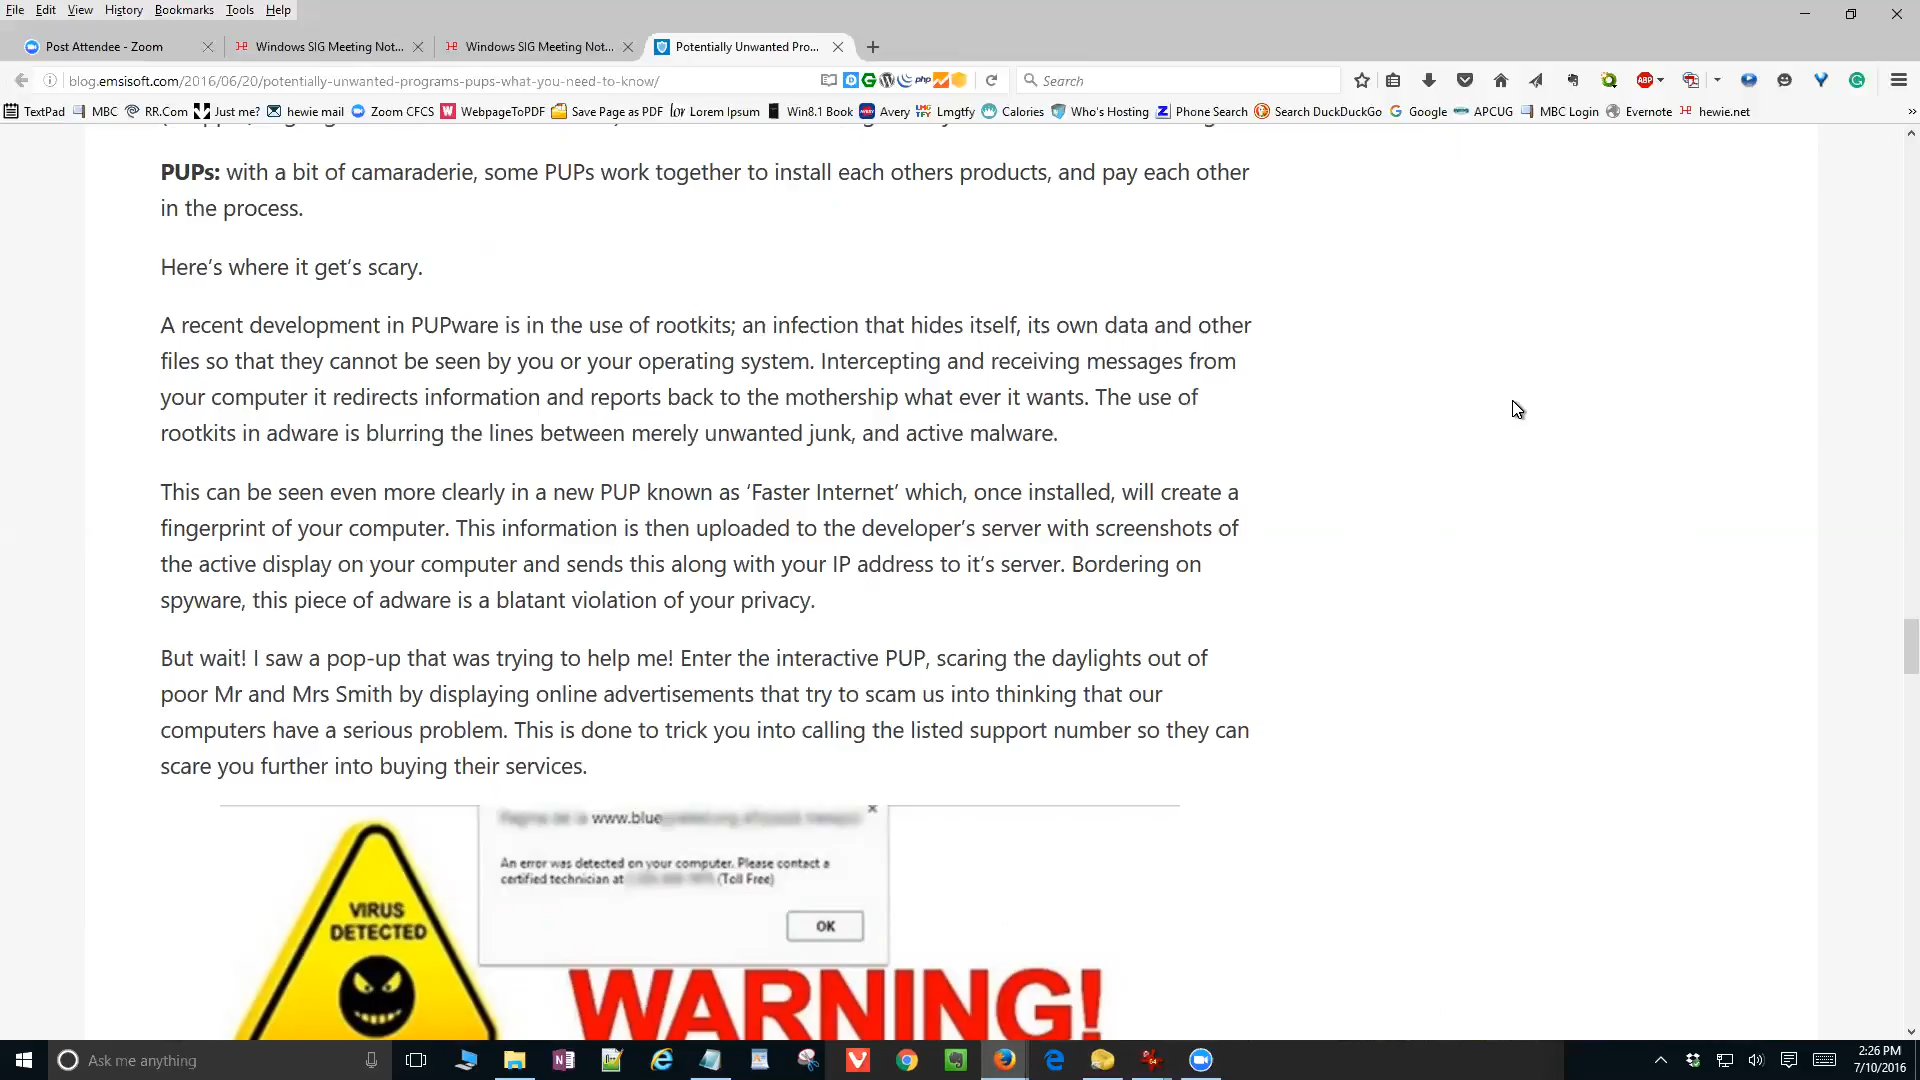 File Edit View History Bookmarks Tools Help
Post Attendee - Zoom
Windows SIG Meeting Not...
Windows SIG Meeting Not...
Potentially Unwanted Pro...
blog.emsisoft.com/2016/06/20/potentially-unwanted-programs-pups-what-you-need-to-know/
Search
TextPad MBC RR.Com Just me? hewie mail Zoom CFCS WebpageToPDF Save Page as PDF Lorem Ipsum Win8.1 Book Avery Lmgtfy Calories Who's Hosting Phone Search Search DuckDuckGo Google APCUG MBC Login Evernote hewie.net
PUPs: with a bit of camaraderie, some PUPs work together to install each others products, and pay each other
in the process.
Here’s where it get’s scary.
A recent development in PUPware is in the use of rootkits; an infection that hides itself, its own data and other
files so that they cannot be seen by you or your operating system. Intercepting and receiving messages from
your computer it redirects information and reports back to the mothership what ever it wants. The use of
rootkits in adware is blurring the lines between merely unwanted junk, and active malware.
This can be seen even more clearly in a new PUP known as ‘Faster Internet’ which, once installed, will create a
fingerprint of your computer. This information is then uploaded to the developer’s server with screenshots of
the active display on your computer and sends this along with your IP address to it’s server. Bordering on
spyware, this piece of adware is a blatant violation of your privacy.
But wait! I saw a pop-up that was trying to help me! Enter the interactive PUP, scaring the daylights out of
poor Mr and Mrs Smith by displaying online advertisements that try to scam us into thinking that our
computers have a serious problem. This is done to trick you into calling the listed support number so they can
scare you further into buying their services.
www.blue
An error was detected on your computer. Please contact a
certified technician at (Toll Free)
OK
VIRUS
DETECTED
WARNING!
Ask me anything
2:26 PM
7/10/2016